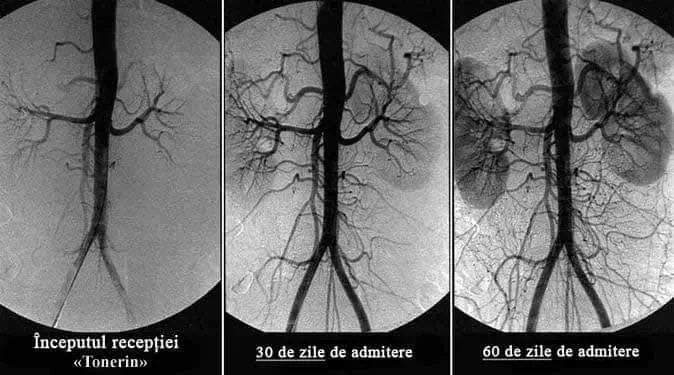 Începutul recepției
«Tonerin»
30 de zile de admitere
60 de zile de admitere